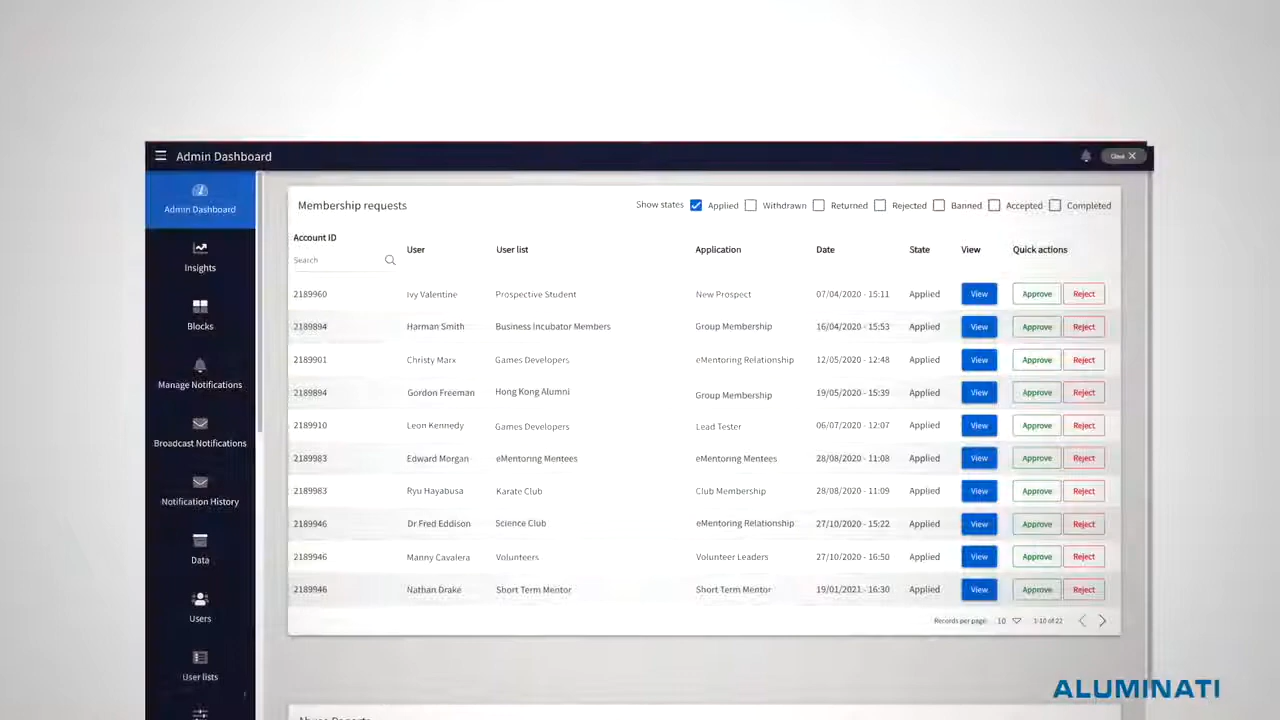 Admin Dashboard
Close X
Admin Dashboard
Insights
Blocks
Manage Notifications
Broadcast Notifications
Notification History
Data
Users
User lists
Membership requests
Show states Applied Withdrawn Returned Rejected Banned Accepted Completed
Account ID User User list Application Date State View Quick actions
Search
2189960 Ivy Valentine Prospective Student New Prospect 07/04/2020 - 15:11 Applied View Approve Reject
2189894 Harman Smith Business Incubator Members Group Membership 16/04/2020 - 15:53 Applied View Approve Reject
2189901 Christy Marx Games Developers eMentoring Relationship 12/05/2020 - 12:48 Applied View Approve Reject
2189894 Gordon Freeman Hong Kong Alumni Group Membership 19/05/2020 - 15:39 Applied View Approve Reject
2189910 Leon Kennedy Games Developers Lead Tester 06/07/2020 - 12:07 Applied View Approve Reject
2189983 Edward Morgan eMentoring Mentees eMentoring Mentees 28/08/2020 - 11:08 Applied View Approve Reject
2189983 Ryu Hayabusa Karate Club Club Membership 28/08/2020 - 11:09 Applied View Approve Reject
2189946 Dr Fred Eddison Science Club eMentoring Relationship 27/10/2020 - 15:22 Applied View Approve Reject
2189946 Manny Cavalera Volunteers Volunteer Leaders 27/10/2020 - 16:50 Applied View Approve Reject
2189946 Nathan Drake Short Term Mentor Short Term Mentor 19/01/2021 - 16:30 Applied View Approve Reject
Records per page: 10 1-10 of 22
ALUMINATI